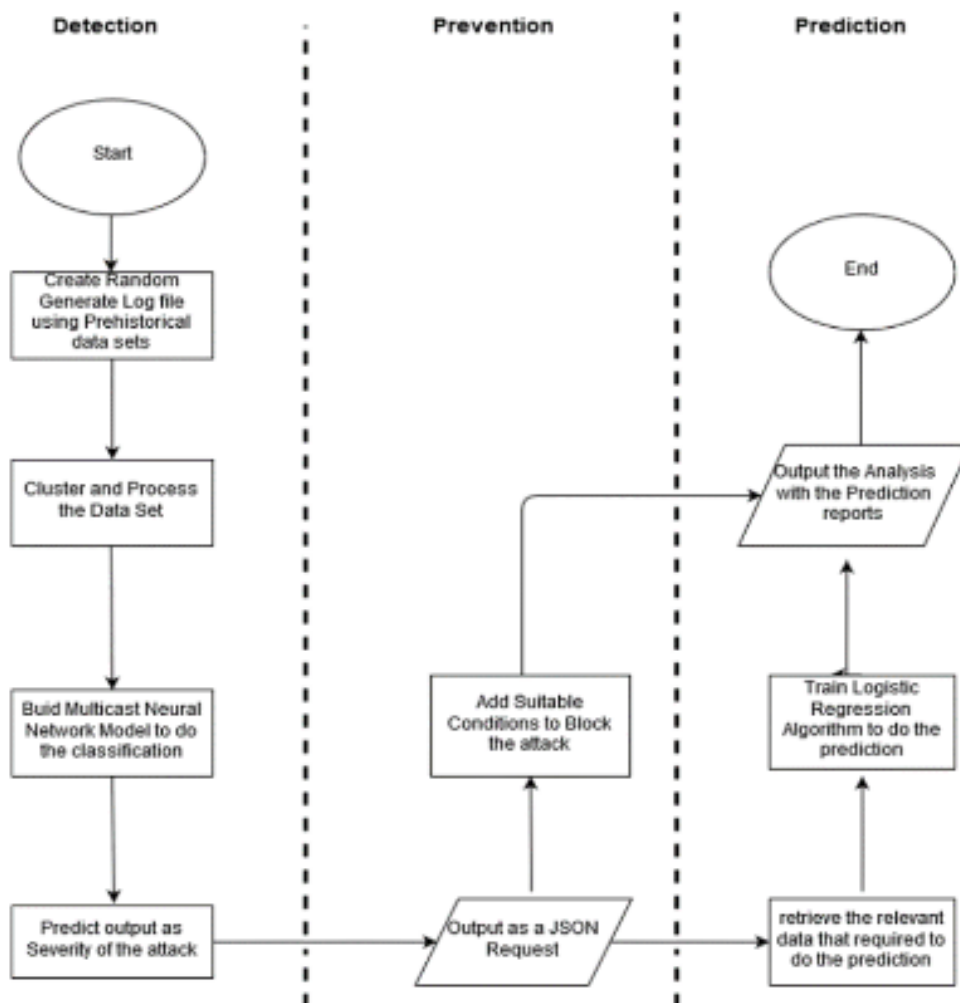 Detection
Prevention
Prediction
Start
Create Random
Generate Log file
using Prehistorical
data sets
Cluster and Process
the Data Set
Buid Multicast Neural
Network Model to do
the classification
Predict output as
Severity of the attack
Output as a JSON
Request
Add Suitable
Conditions to Block
the attack
retrieve the relevant
data that required to
do the prediction
Train Logistic
Regression
Algorithm to do the
prediction
Output the Analysis
with the Prediction
reports
End